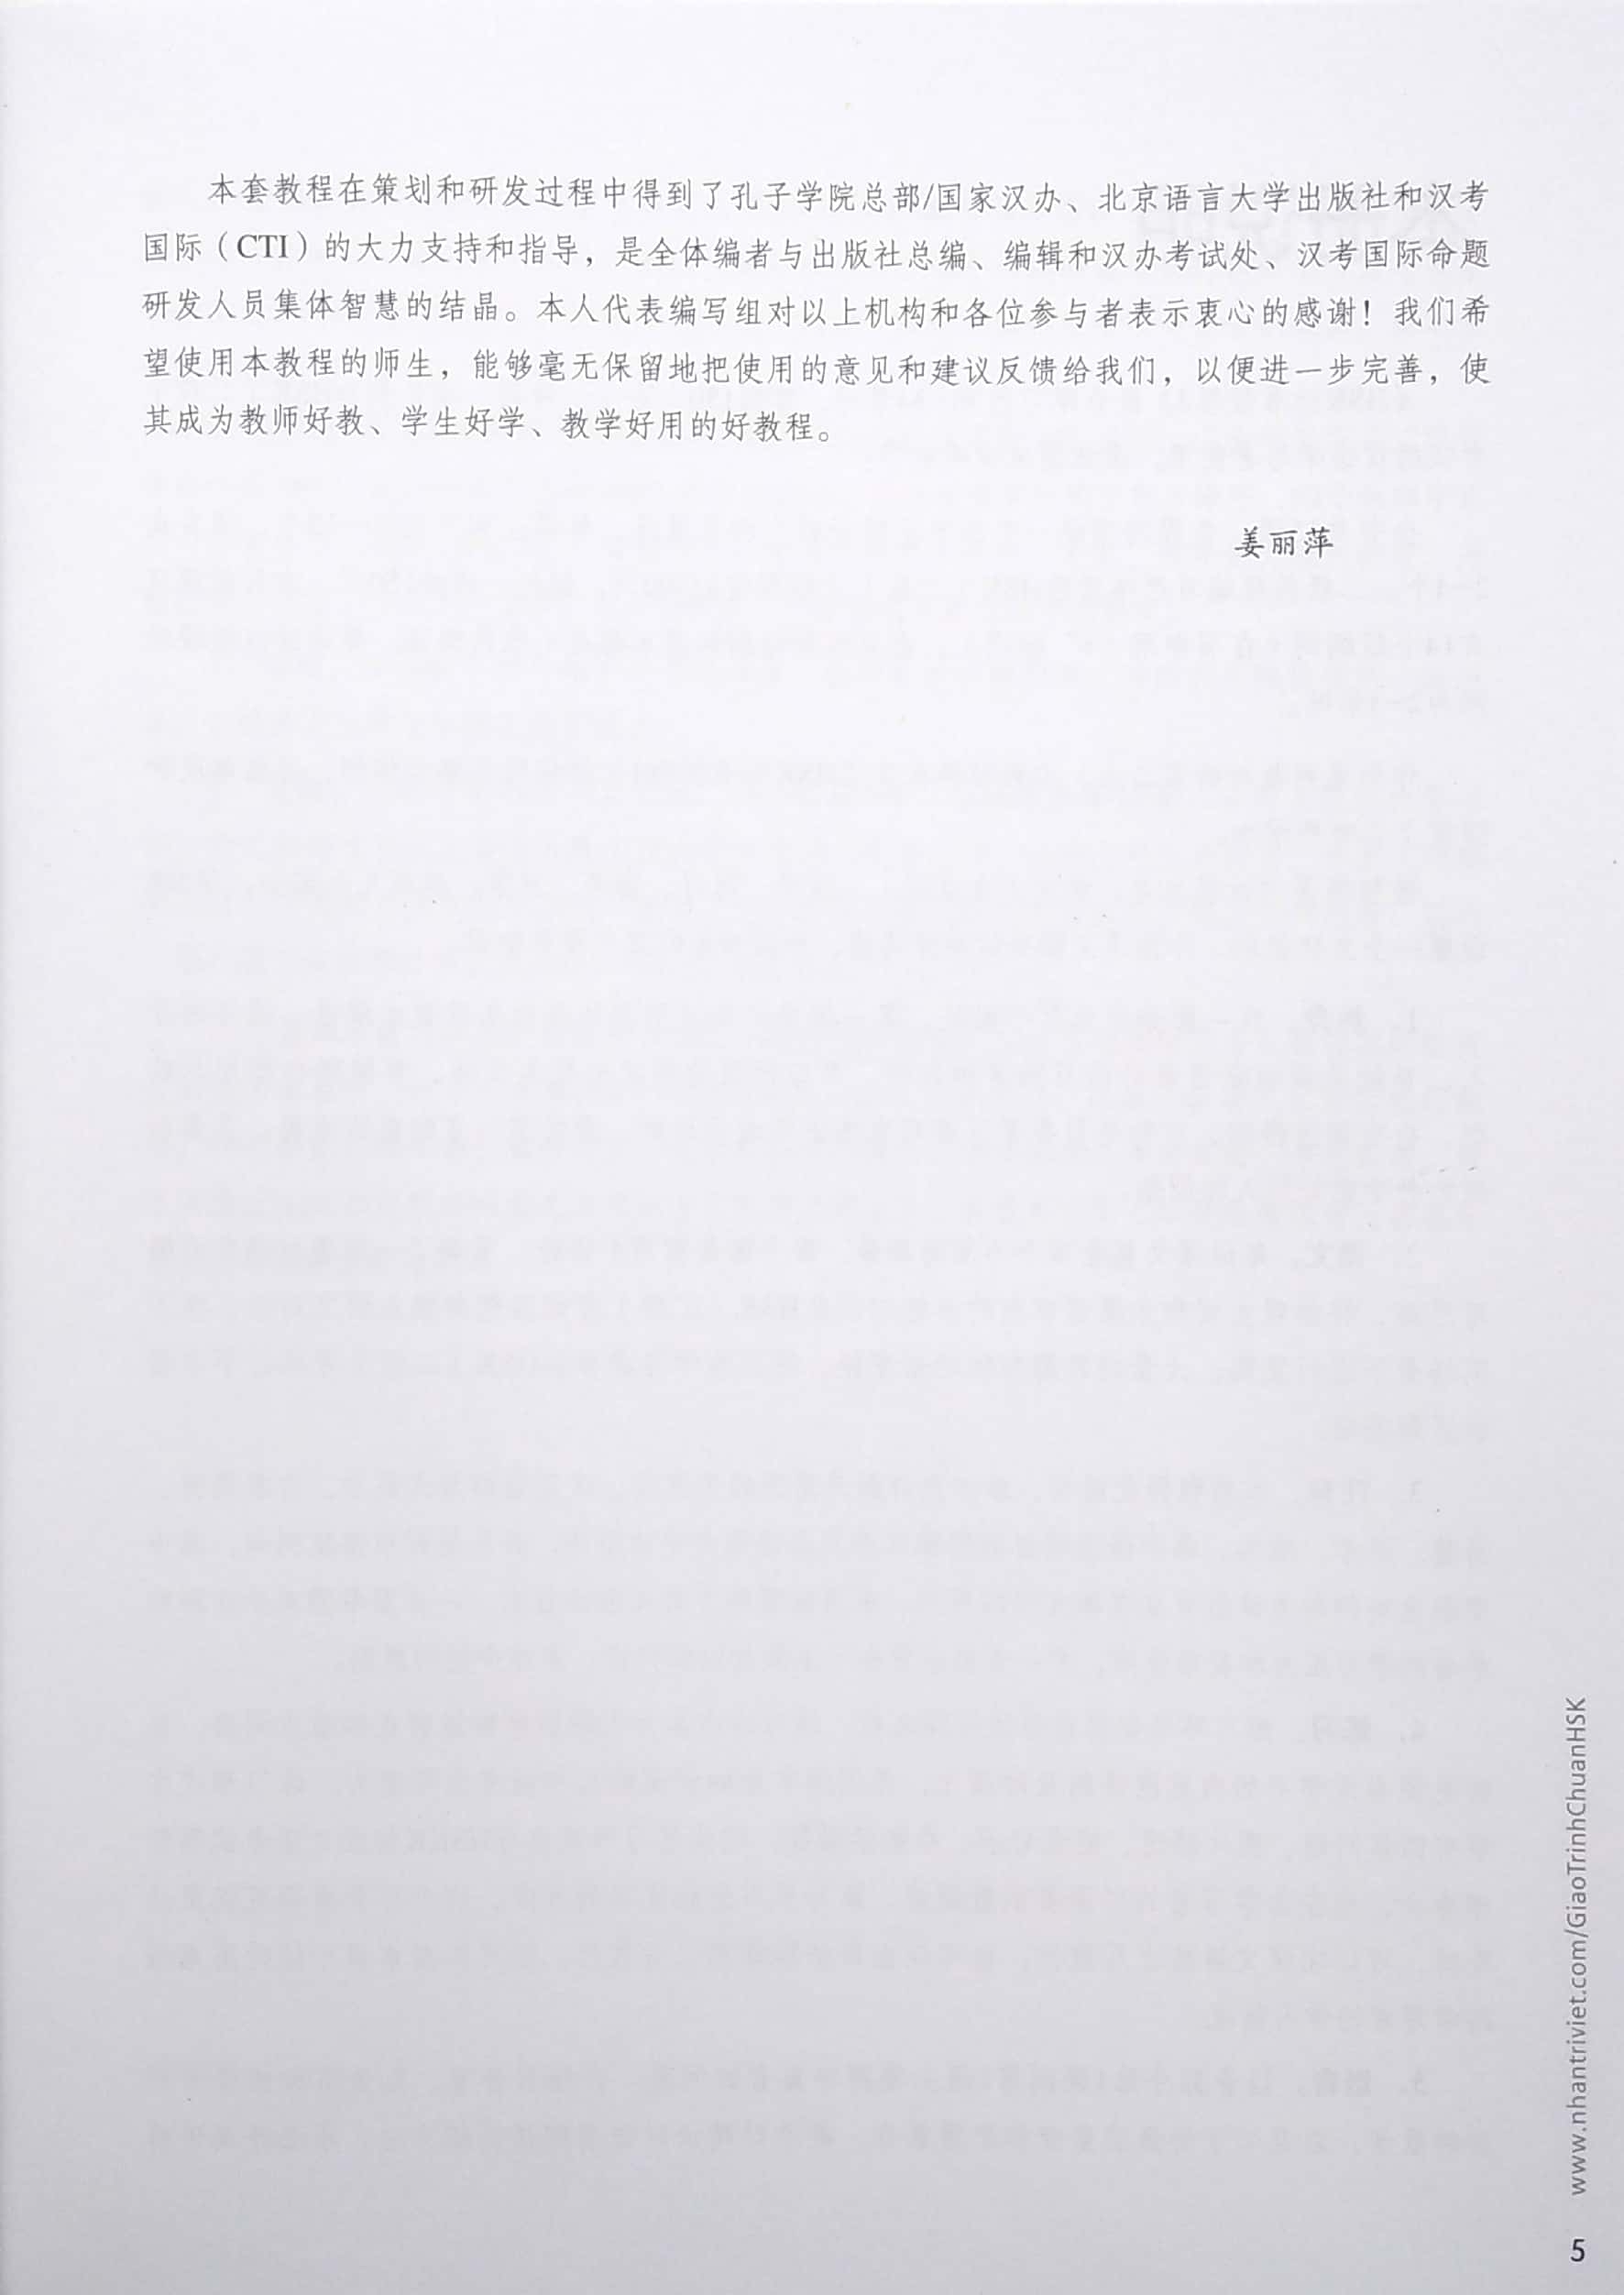 本套教程在策划和研发过程中得到了孔子学院总部/国家汉办、北京语言大学出版社和汉考
国际（CTI）的大力支持和指导，是全体编者与出版社总编、编辑和汉办考试处、汉考国际命题
研发人员集体智慧的结晶。本人代表编写组对以上机构和各位参与者表示衷心的感谢！我们希
望使用本教程的师生，能够毫无保留地把使用的意见和建议反馈给我们，以便进一步完善，使
其成为教师好教、学生好学、教学好用的好教程。
姜丽萍
www.nhantriviet.com/GiaoTrinhChuanHSK
5